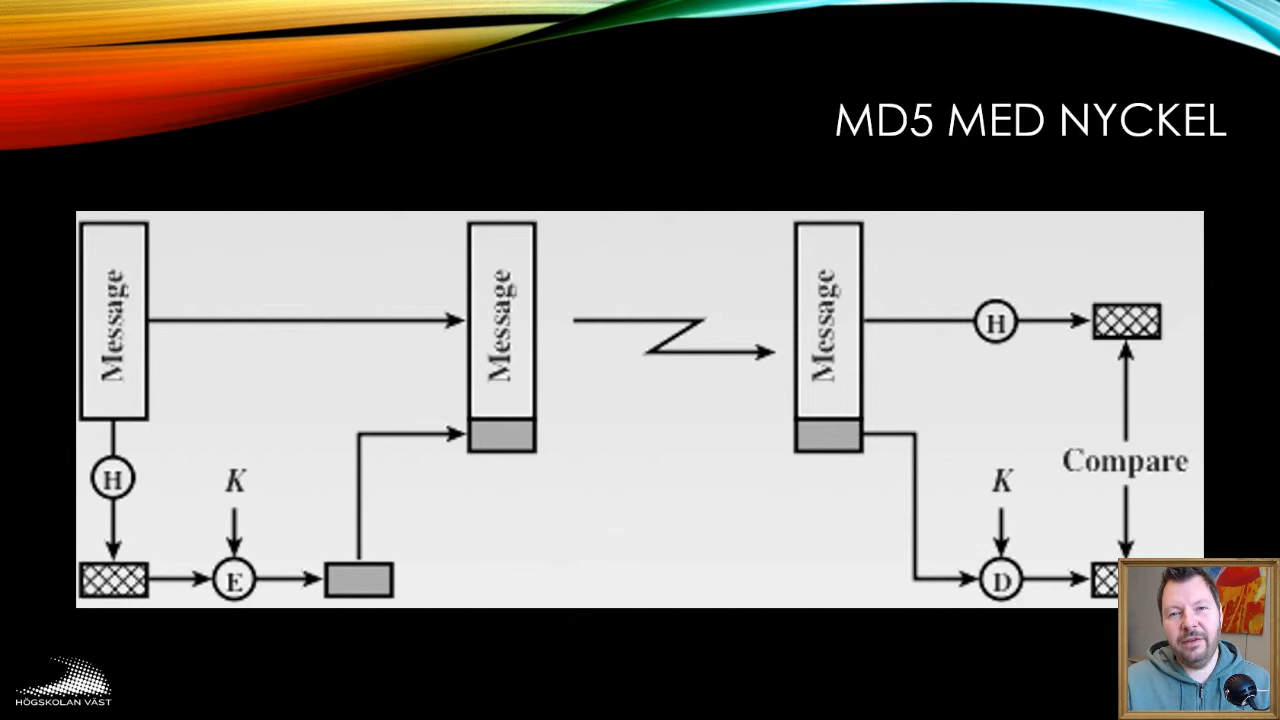 MD5 MED NYCKEL
Message
Message
Message
H
Compare
H
K
K
E
D
HÖGSKOLAN VÄST